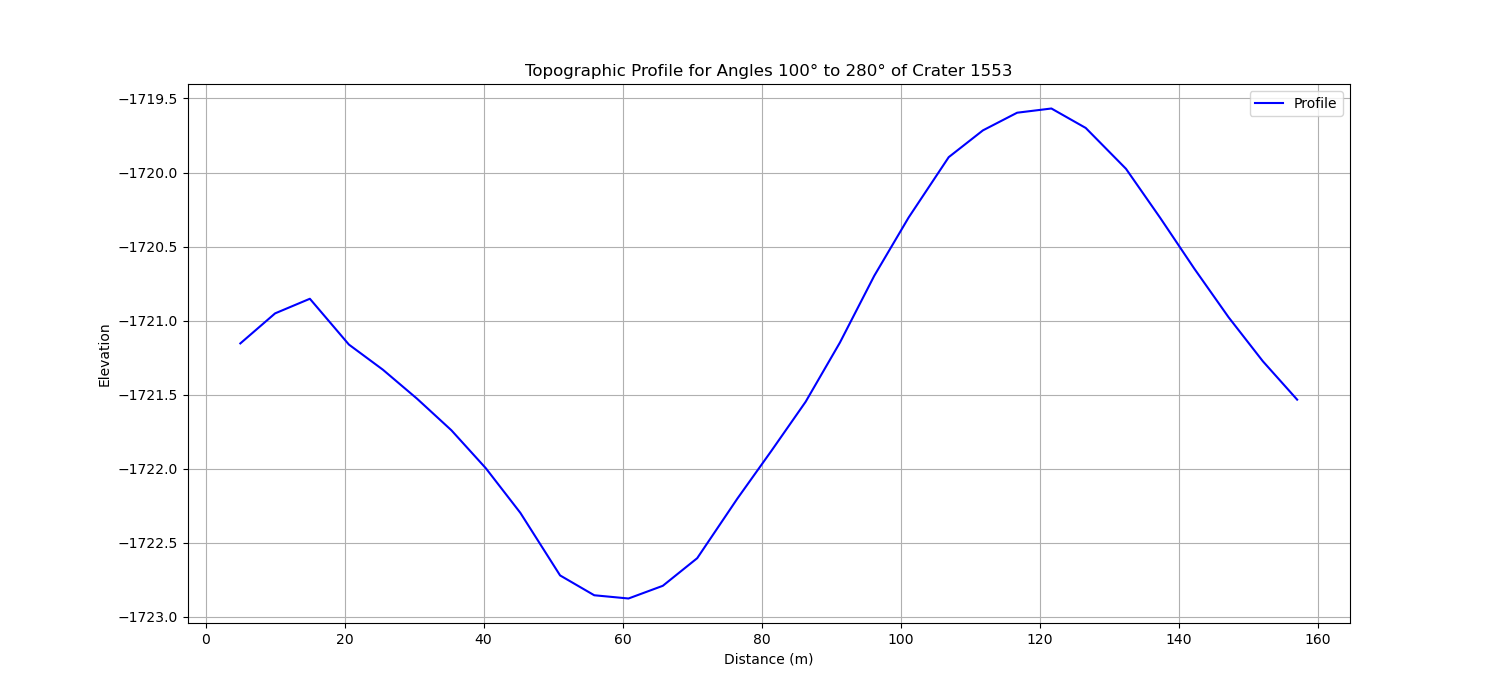 Topographic Profile for Angles 100° to 280° of Crater 1553
Profile
−1719.5
−1720.0
−1720.5
−1721.0
−1721.5
−1722.0
−1722.5
−1723.0
Elevation
0 20 40 60 80 100 120 140 160
Distance (m)